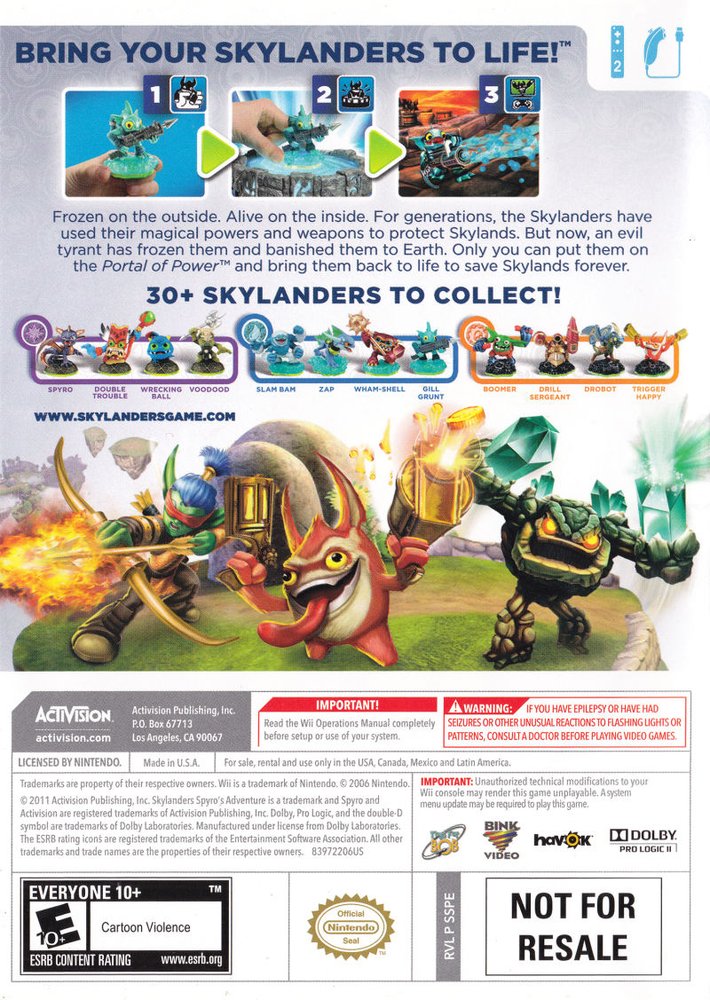 BRING YOUR SKYLANDERS TO LIFE!™
2
1
2
3
Frozen on the outside. Alive on the inside. For generations, the Skylanders have
used their magical powers and weapons to protect Skylands. But now, an evil
tyrant has frozen them and banished them to Earth. Only you can put them on
the Portal of Power™ and bring them back to life to save Skylands forever.
30+ SKYLANDERS TO COLLECT!
SPYRO
DOUBLE
TROUBLE
WRECKING
BALL
VOODOOD
SLAM BAM
ZAP
WHAM-SHELL
GILL
GRUNT
BOOMER
DRILL
SERGEANT
DROBOT
TRIGGER
HAPPY
WWW.SKYLANDERSGAME.COM
ACTIVISION
activision.com
Activision Publishing, Inc.
P.O. Box 67713
Los Angeles, CA 90067
IMPORTANT!
Read the Wii Operations Manual completely
before setup or use of your system.
WARNING: IF YOU HAVE EPILEPSY OR HAVE HAD
SEIZURES OR OTHER UNUSUAL REACTIONS TO FLASHING LIGHTS OR
PATTERNS, CONSULT A DOCTOR BEFORE PLAYING VIDEO GAMES.
LICENSED BY NINTENDO.
Made in U.S.A.
For sale, rental and use only in the USA, Canada, Mexico and Latin America.
Trademarks are property of their respective owners. Wii is a trademark of Nintendo. © 2006 Nintendo.
© 2011 Activision Publishing, Inc. Skylanders Spyro's Adventure is a trademark and Spyro and
Activision are registered trademarks of Activision Publishing, Inc. Dolby, Pro Logic, and the double-D
symbol are trademarks of Dolby Laboratories. Manufactured under license from Dolby Laboratories.
The ESRB rating icons are registered trademarks of the Entertainment Software Association. All other
trademarks and trade names are the properties of their respective owners. 83972206US
IMPORTANT: Unauthorized technical modifications to your
Wii console may render this game unplayable. A system
menu update may be required to play this game.
TOYS
FOR
BOB
BINK
VIDEO
havok
DOLBY
PRO LOGIC II
EVERYONE 10+ ™
E
10+
Cartoon Violence
ESRB CONTENT RATING www.esrb.org
Official
Nintendo
Seal
™
RVL P SSPE
NOT FOR
RESALE